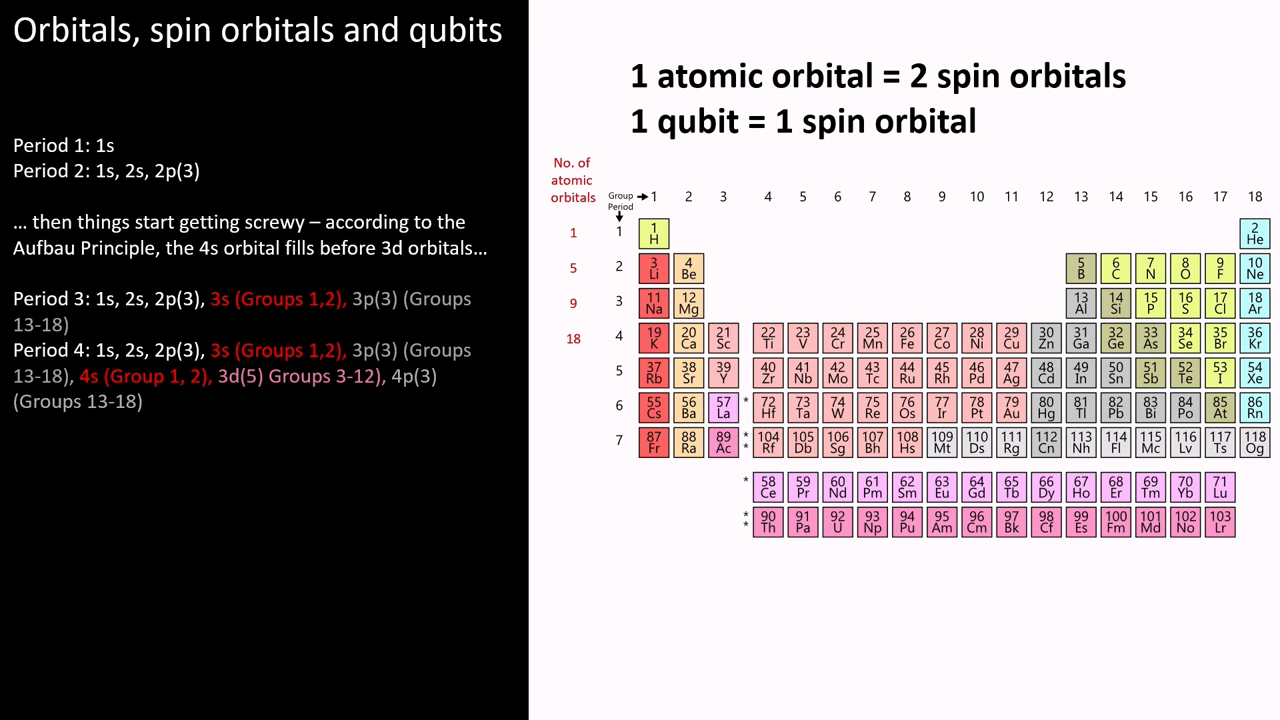 Orbitals, spin orbitals and qubits
Period 1: 1s
Period 2: 1s, 2s, 2p(3)
… then things start getting screwy – according to the
Aufbau Principle, the 4s orbital fills before 3d orbitals…
Period 3: 1s, 2s, 2p(3), 3s (Groups 1,2), 3p(3) (Groups
13-18)
Period 4: 1s, 2s, 2p(3), 3s (Groups 1,2), 3p(3) (Groups
13-18), 4s (Group 1, 2), 3d(5) Groups 3-12), 4p(3)
(Groups 13-18)
1 atomic orbital = 2 spin orbitals
1 qubit = 1 spin orbital
No. of
atomic
orbitals
Group 1 2 3 4 5 6 7 8 9 10 11 12 13 14 15 16 17 18
Period
1 1 1 2
H He
5 2 3 4 5 6 7 8 9 10
Li Be B C N O F Ne
9 3 11 12 13 14 15 16 17 18
Na Mg Al Si P S Cl Ar
18 4 19 20 21 22 23 24 25 26 27 28 29 30 31 32 33 34 35 36
K Ca Sc Ti V Cr Mn Fe Co Ni Cu Zn Ga Ge As Se Br Kr
5 37 38 39 40 41 42 43 44 45 46 47 48 49 50 51 52 53 54
Rb Sr Y Zr Nb Mo Tc Ru Rh Pd Ag Cd In Sn Sb Te I Xe
6 55 56 57 * 72 73 74 75 76 77 78 79 80 81 82 83 84 85 86
Cs Ba La Hf Ta W Re Os Ir Pt Au Hg Tl Pb Bi Po At Rn
7 87 88 89 * 104 105 106 107 108 109 110 111 112 113 114 115 116 117 118
Fr Ra Ac * Rf Db Sg Bh Hs Mt Ds Rg Cn Nh Fl Mc Lv Ts Og
* 58 59 60 61 62 63 64 65 66 67 68 69 70 71
Ce Pr Nd Pm Sm Eu Gd Tb Dy Ho Er Tm Yb Lu
* 90 91 92 93 94 95 96 97 98 99 100 101 102 103
* Th Pa U Np Pu Am Cm Bk Cf Es Fm Md No Lr